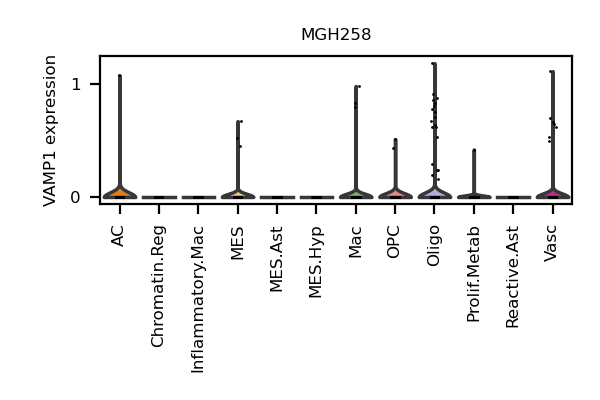 MGH258
VAMP1 expression
1
0
AC
Chromatin.Reg
Inflammatory.Mac
MES
MES.Ast
MES.Hyp
Mac
OPC
Oligo
Prolif.Metab
Reactive.Ast
Vasc